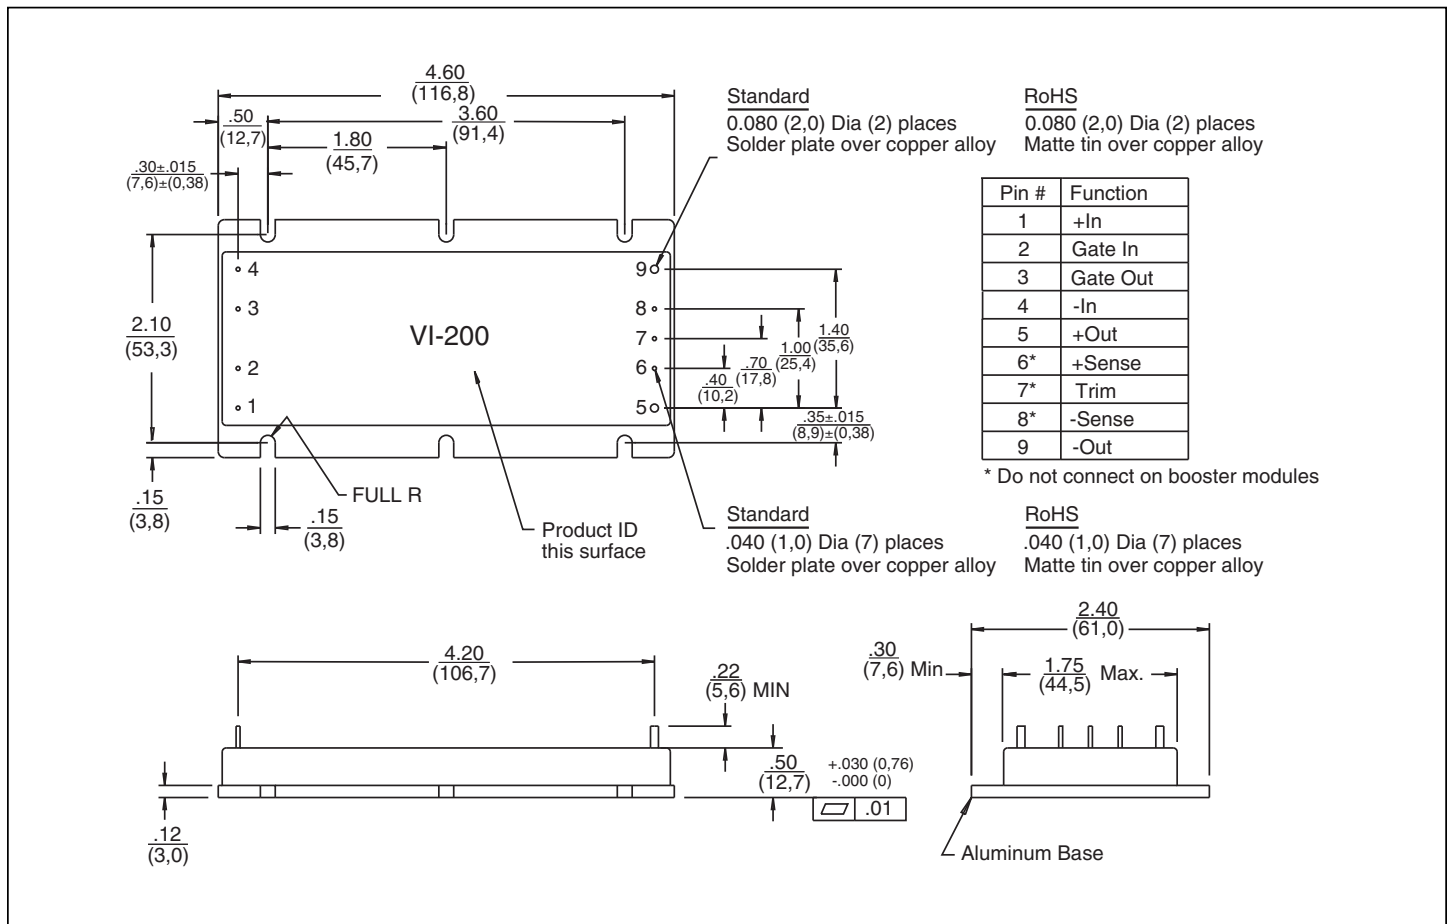 4.60
(116,8)
.50
(12,7)
3.60
(91,4)
1.80
(45,7)
.30±.015
(7,6)±(0,38)
Standard
0.080 (2,0) Dia (2) places
Solder plate over copper alloy
RoHS
0.080 (2,0) Dia (2) places
Matte tin over copper alloy
Pin # Function
1 +In
2 Gate In
3 Gate Out
4 -In
5 +Out
6* +Sense
7* Trim
8* -Sense
9 -Out
* Do not connect on booster modules
4
3
2
1
VI-200
9
8
7
6
5
2.10
(53,3)
1.40
(35,6)
1.00
(25,4)
.70
(17,8)
.40
(10,2)
.35±.015
(8,9)±(0,38)
.15
(3,8)
.15
(3,8)
FULL R
Product ID
this surface
Standard
.040 (1,0) Dia (7) places
Solder plate over copper alloy
RoHS
.040 (1,0) Dia (7) places
Matte tin over copper alloy
4.20
(106,7)
.22
(5,6) MIN
.50
(12,7)
+.030 (0,76)
-.000 (0)
.01
.12
(3,0)
2.40
(61,0)
.30
(7,6) Min
1.75
(44,5) Max.
Aluminum Base